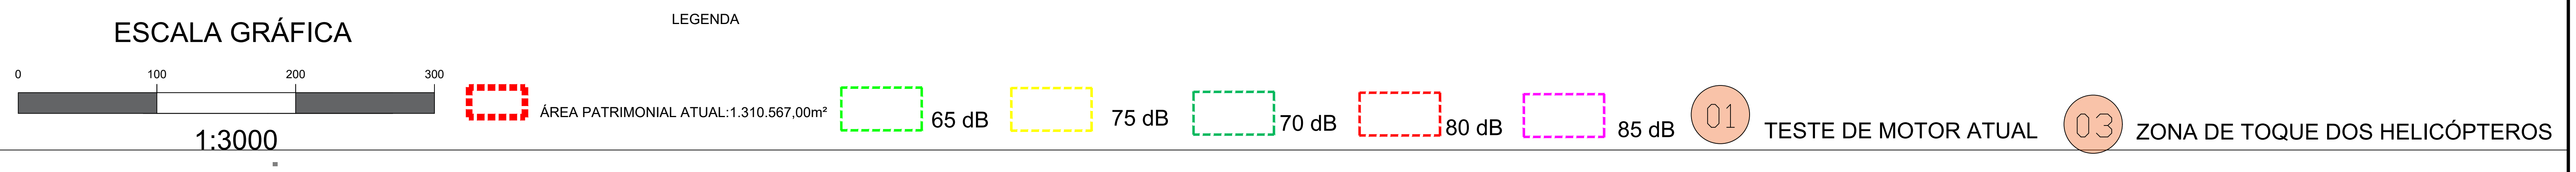 ESCALA GRÁFICA
0 100 200 300
1:3000
LEGENDA
ÁREA PATRIMONIAL ATUAL:1.310.567,00m²
65 dB
75 dB
70 dB
80 dB
85 dB
01 TESTE DE MOTOR ATUAL
03 ZONA DE TOQUE DOS HELICÓPTEROS